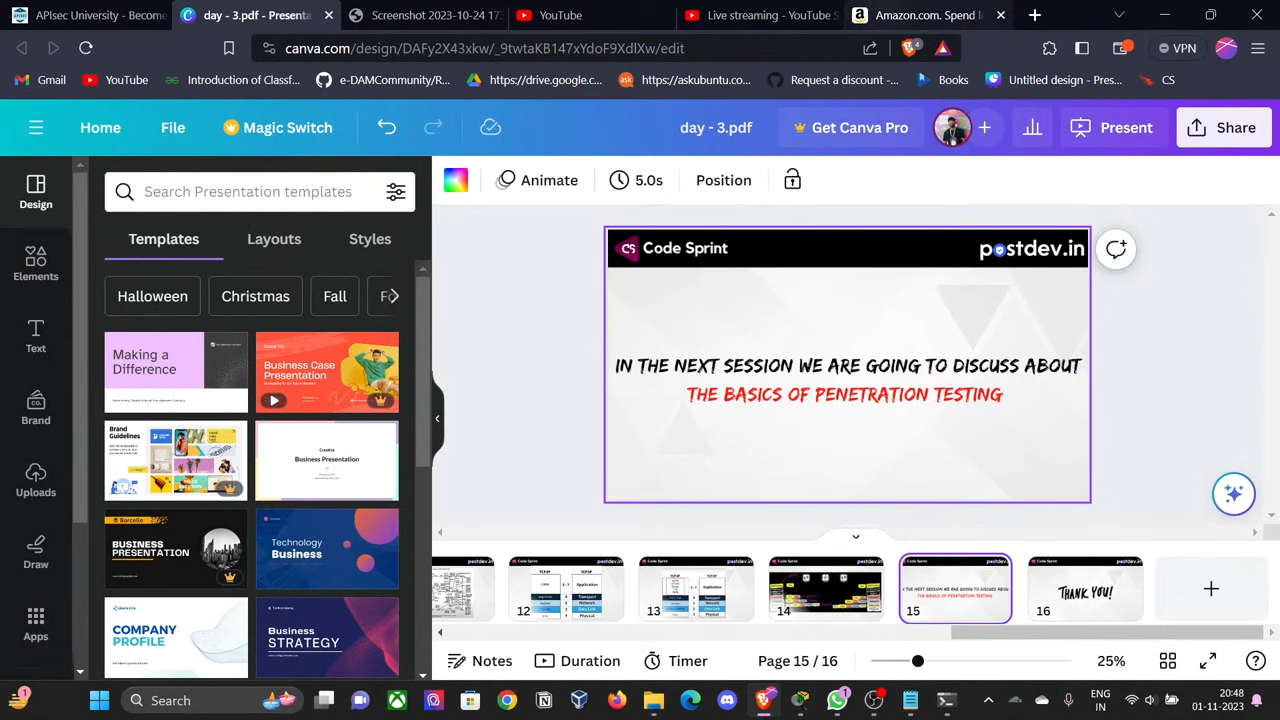 APIsec University - Become
day - 3.pdf - Presenta
Screenshot 2023-10-24 173
YouTube
Live streaming - YouTube S
Amazon.com. Spend l
canva.com/design/DAFy2X43xkw/_9twtaKB147xYdoF9XdlXw/edit
4
VPN
Gmail
YouTube
Introduction of Classf...
e-DAMCommunity/R...
https://drive.google.com...
https://askubuntu.com...
Request a discount -...
Books
Untitled design - Pres...
CS
Home
File
Magic Switch
day - 3.pdf
Get Canva Pro
Present
Share
Design
Elements
Text
Brand
Uploads
Draw
Apps
Search Presentation templates
Templates
Layouts
Styles
Halloween
Christmas
Fall
Making a
Difference
Business Case
Presentation
Brand
Guidelines
Creative
Business Presentation
Borcelle
BUSINESS
PRESENTATION
Technology
Business
COMPANY
PROFILE
Business
STRATEGY
Animate
5.0s
Position
CS Code Sprint
postdev.in
IN THE NEXT SESSION WE ARE GOING TO DISCUSS ABOUT
THE BASICS OF PENETRATION TESTING
12
13
14
15
16
THANK YOU!
Notes
Duration
Timer
Page 15 / 16
25%
1
Search
1
ENG
IN
20:48
01-11-2023